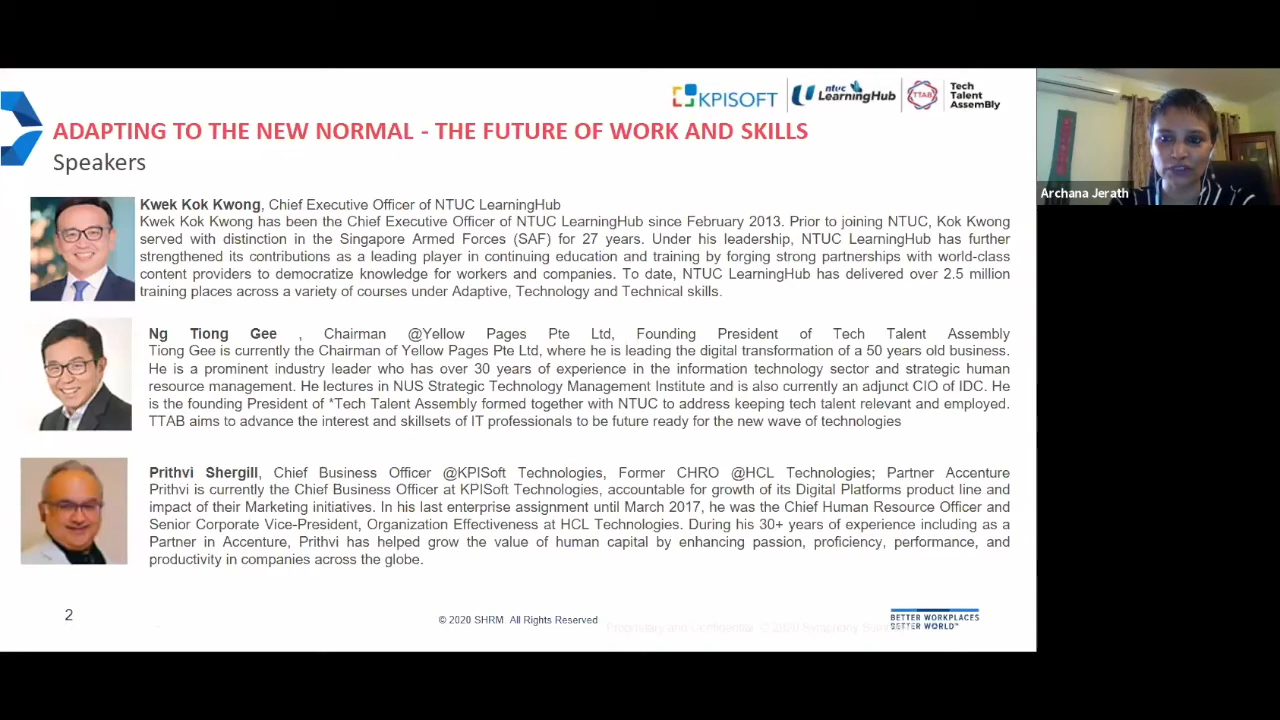 KPISOFT
ntuc LearningHub
TTAB
Tech
Talent
AssemBly
ADAPTING TO THE NEW NORMAL - THE FUTURE OF WORK AND SKILLS
Speakers
Archana Jerath
Kwek Kok Kwong, Chief Executive Officer of NTUC LearningHub
Kwek Kok Kwong has been the Chief Executive Officer of NTUC LearningHub since February 2013. Prior to joining NTUC, Kok Kwong
served with distinction in the Singapore Armed Forces (SAF) for 27 years. Under his leadership, NTUC LearningHub has further
strengthened its contributions as a leading player in continuing education and training by forging strong partnerships with world-class
content providers to democratize knowledge for workers and companies. To date, NTUC LearningHub has delivered over 2.5 million
training places across a variety of courses under Adaptive, Technology and Technical skills.
Ng Tiong Gee , Chairman @Yellow Pages Pte Ltd, Founding President of Tech Talent Assembly
Tiong Gee is currently the Chairman of Yellow Pages Pte Ltd, where he is leading the digital transformation of a 50 years old business.
He is a prominent industry leader who has over 30 years of experience in the information technology sector and strategic human
resource management. He lectures in NUS Strategic Technology Management Institute and is also currently an adjunct CIO of IDC. He
is the founding President of *Tech Talent Assembly formed together with NTUC to address keeping tech talent relevant and employed.
TTAB aims to advance the interest and skillsets of IT professionals to be future ready for the new wave of technologies
Prithvi Shergill, Chief Business Officer @KPISoft Technologies, Former CHRO @HCL Technologies; Partner Accenture
Prithvi is currently the Chief Business Officer at KPISoft Technologies, accountable for growth of its Digital Platforms product line and
impact of their Marketing initiatives. In his last enterprise assignment until March 2017, he was the Chief Human Resource Officer and
Senior Corporate Vice-President, Organization Effectiveness at HCL Technologies. During his 30+ years of experience including as a
Partner in Accenture, Prithvi has helped grow the value of human capital by enhancing passion, proficiency, performance, and
productivity in companies across the globe.
2
© 2020 SHRM. All Rights Reserved
Proprietary and Confidential © 2020 Symphony
BETTER WORKPLACES
BETTER WORLD™